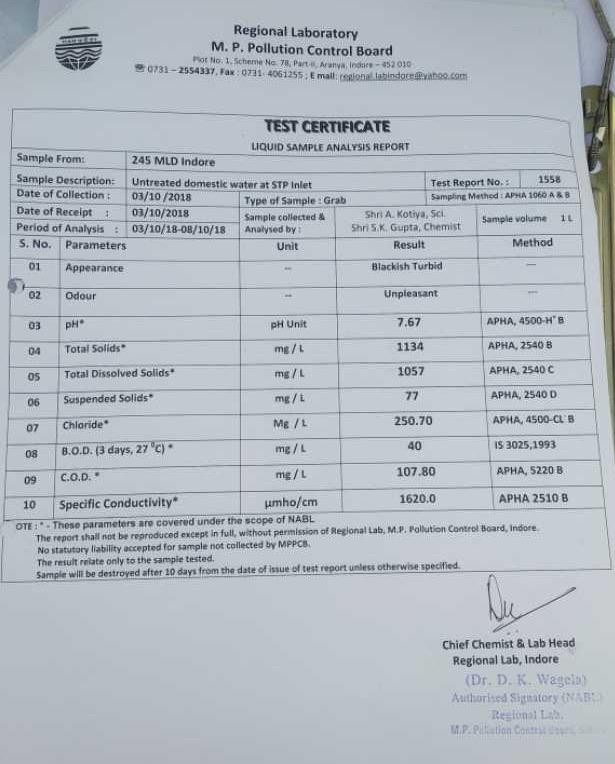 Regional Laboratory
M. P. Pollution Control Board
Plot No. 1, Scheme No. 78, Part-II, Aranya, Indore – 452 010
☎ 0731 – 2554337, Fax : 0731- 4061255 ; E mail: regional.labindore@yahoo.com
TEST CERTIFICATE
LIQUID SAMPLE ANALYSIS REPORT
Sample From: 245 MLD Indore
Sample Description: Untreated domestic water at STP Inlet Test Report No. : 1558
Date of Collection : 03/10 /2018 Type of Sample : Grab Sampling Method : APHA 1060 A & B
Date of Receipt : 03/10/2018 Sample collected & Analysed by : Shri A. Kotiya, Sci. Shri S.K. Gupta, Chemist Sample volume 1 L
Period of Analysis : 03/10/18-08/10/18
S. No. Parameters Unit Result Method
01 Appearance -- Blackish Turbid ---
02 Odour -- Unpleasant ---
03 pH* pH Unit 7.67 APHA, 4500-H⁺ B
04 Total Solids* mg / L 1134 APHA, 2540 B
05 Total Dissolved Solids* mg / L 1057 APHA, 2540 C
06 Suspended Solids* mg / L 77 APHA, 2540 D
07 Chloride* Mg / L 250.70 APHA, 4500-CL⁻ B
08 B.O.D. (3 days, 27 ⁰C) * mg / L 40 IS 3025,1993
09 C.O.D. * mg / L 107.80 APHA, 5220 B
10 Specific Conductivity* µmho/cm 1620.0 APHA 2510 B
OTE : * - These parameters are covered under the scope of NABL
The report shall not be reproduced except in full, without permission of Regional Lab, M.P. Pollution Control Board, Indore.
No statutory liability accepted for sample not collected by MPPCB.
The result relate only to the sample tested.
Sample will be destroyed after 10 days from the date of issue of test report unless otherwise specified.
Chief Chemist & Lab Head
Regional Lab, Indore
(Dr. D. K. Wagela)
Authorised Signatory (NABL)
Regional Lab.
M.P. Pollution Control Board,